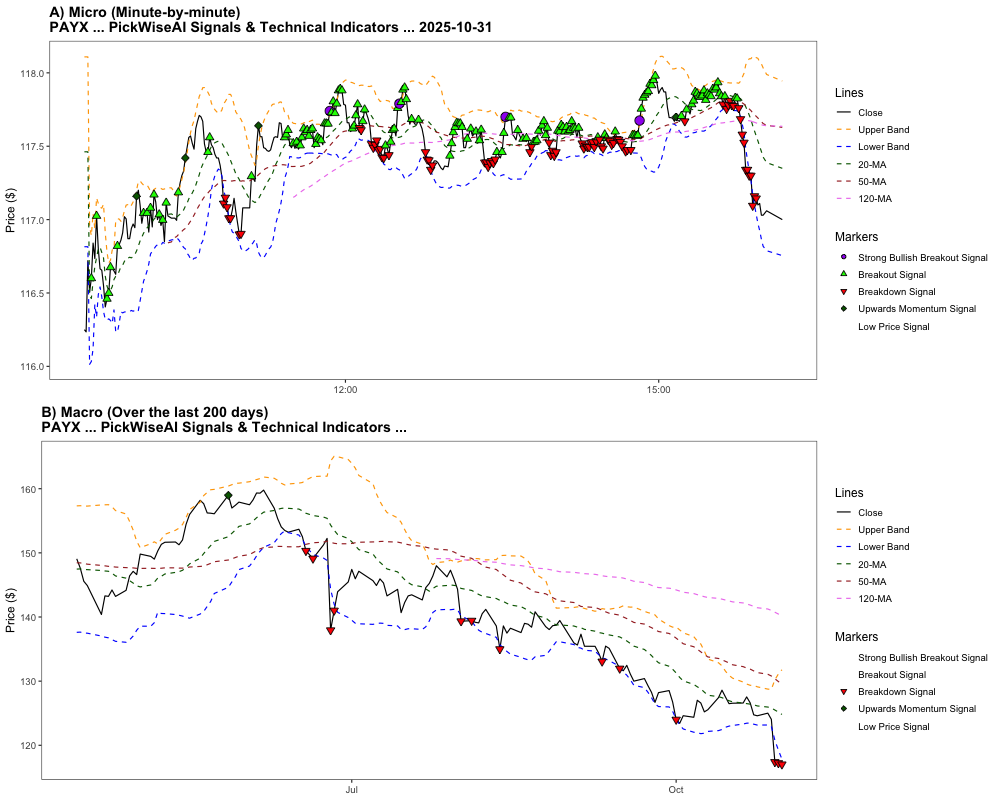 A) Micro (Minute-by-minute)
PAYX ... PickWiseAI Signals & Technical Indicators ... 2025-10-31
118.0
117.5
117.0
116.5
116.0
Price ($)
12:00
15:00
Lines
Close
Upper Band
Lower Band
20-MA
50-MA
120-MA
Markers
Strong Bullish Breakout Signal
Breakout Signal
Breakdown Signal
Upwards Momentum Signal
Low Price Signal
B) Macro (Over the last 200 days)
PAYX ... PickWiseAI Signals & Technical Indicators ...
160
150
140
130
120
Price ($)
Jul
Oct
Lines
Close
Upper Band
Lower Band
20-MA
50-MA
120-MA
Markers
Strong Bullish Breakout Signal
Breakout Signal
Breakdown Signal
Upwards Momentum Signal
Low Price Signal